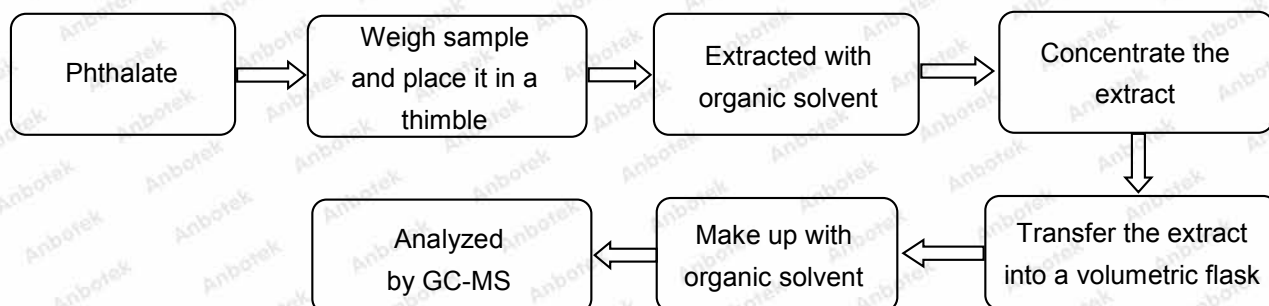 Phthalate
Weigh sample
and place it in a
thimble
Extracted with
organic solvent
Concentrate the
extract
Transfer the extract
into a volumetric flask
Make up with
organic solvent
Analyzed
by GC-MS
Anbotek